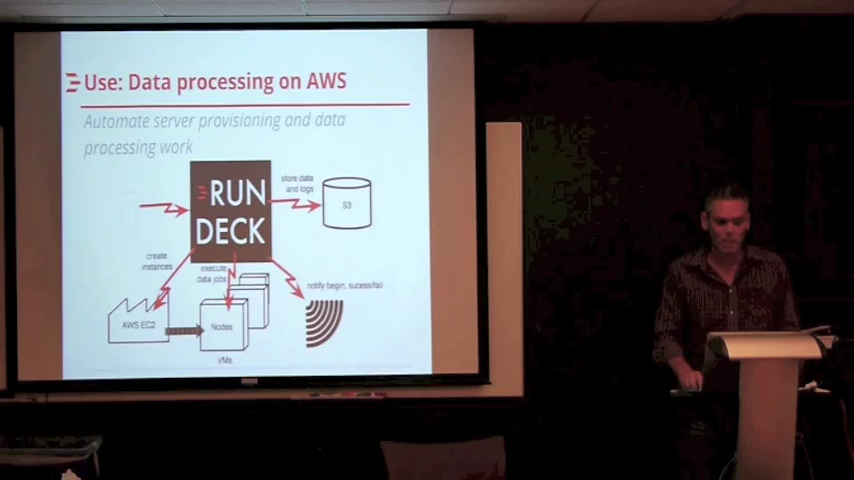 Use: Data processing on AWS
Automate server provisioning and data
processing work
RUN
DECK
store data
and logs
S3
create
instances
execute
data jobs
notify begin, sucess/fail
AWS EC2
Nodes
VMs